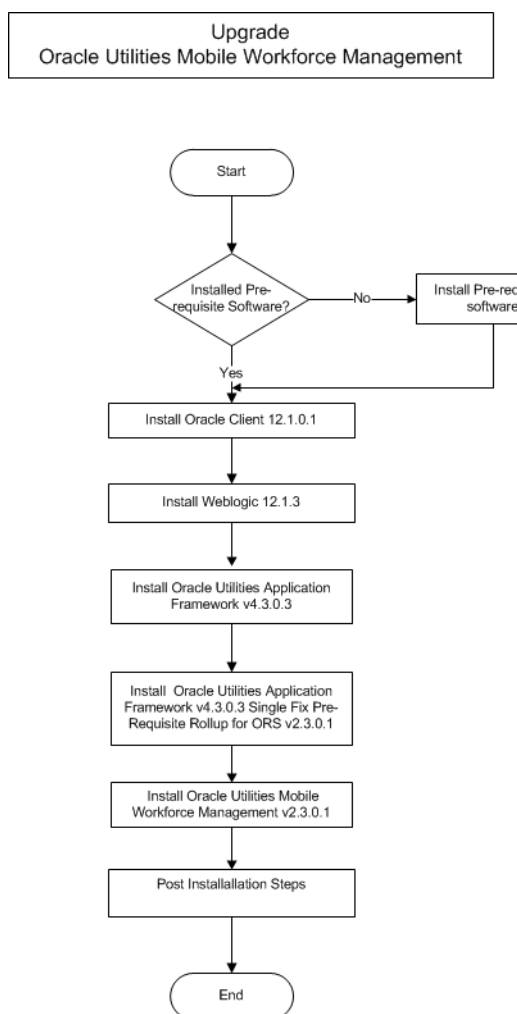 Upgrade
Oracle Utilities Mobile Workforce Management
Start
Installed Pre-
requisite Software?
No
Install
software
Yes
Install Oracle Client 12.1.0.1
Install Weblogic 12.1.3
Install Oracle Utilities Application
Framework v4.3.0.3
Install Oracle Utilities Application
Framework v4.3.0.3 Single Fix Pre-
Requisite Rollup for ORS v2.3.0.1
Install Oracle Utilities Mobile
Workforce Management v2.3.0.1
Post Installallation Steps
End